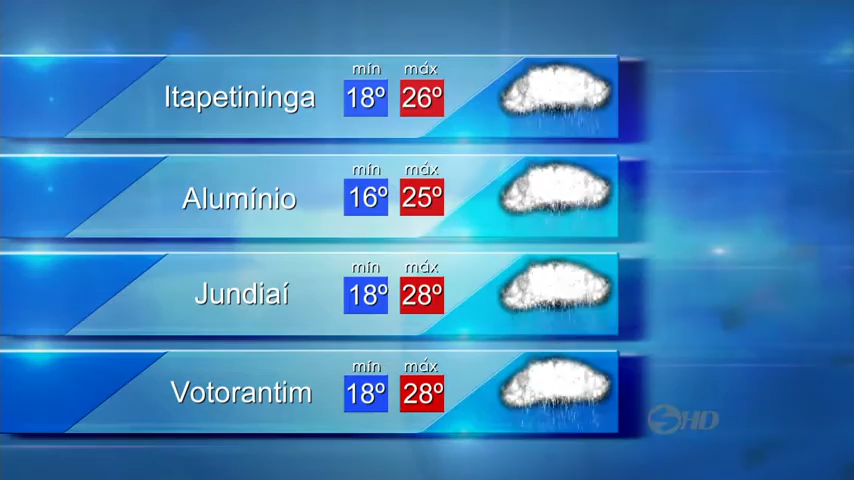 mín máx
Itapetininga 18º 26º
mín máx
Alumínio 16º 25º
mín máx
Jundiaí 18º 28º
mín máx
Votorantim 18º 28º
HD